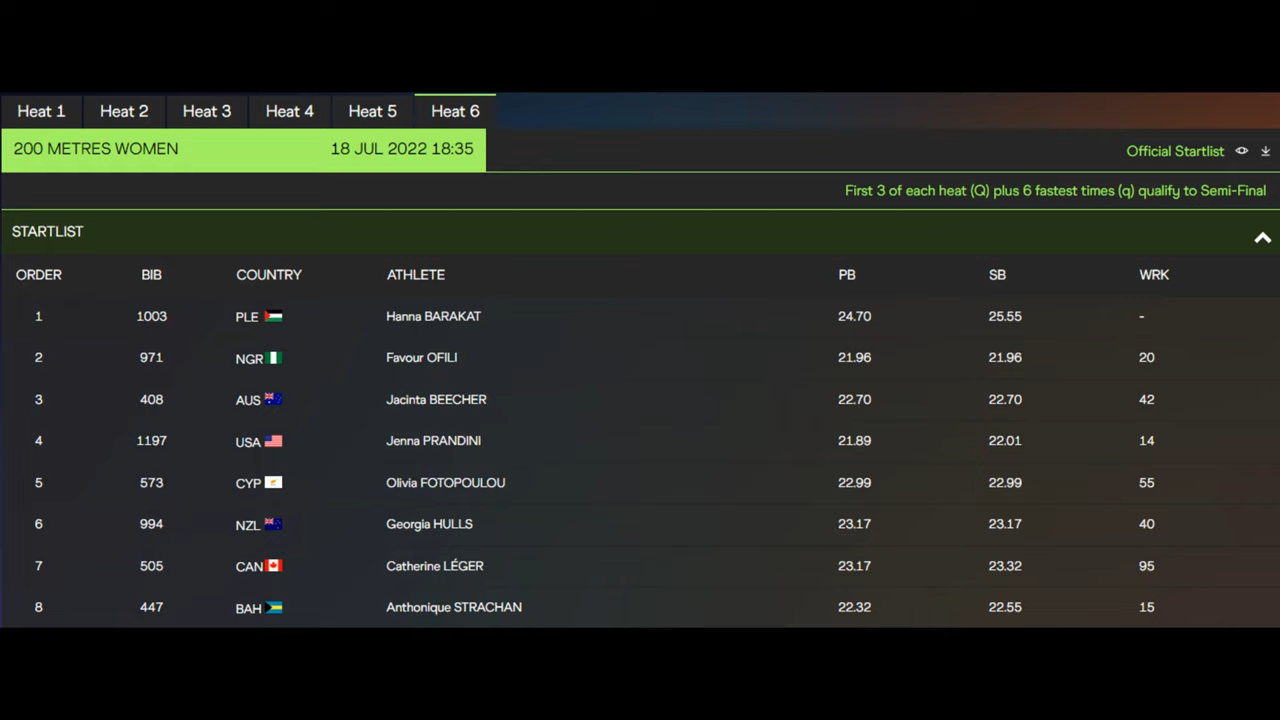 Heat 1 Heat 2 Heat 3 Heat 4 Heat 5 Heat 6
200 METRES WOMEN 18 JUL 2022 18:35
Official Startlist
First 3 of each heat (Q) plus 6 fastest times (q) qualify to Semi-Final
STARTLIST
ORDER BIB COUNTRY ATHLETE PB SB WRK
1 1003 PLE Hanna BARAKAT 24.70 25.55 -
2 971 NGR Favour OFILI 21.96 21.96 20
3 408 AUS Jacinta BEECHER 22.70 22.70 42
4 1197 USA Jenna PRANDINI 21.89 22.01 14
5 573 CYP Olivia FOTOPOULOU 22.99 22.99 55
6 994 NZL Georgia HULLS 23.17 23.17 40
7 505 CAN Catherine LÉGER 23.17 23.32 95
8 447 BAH Anthonique STRACHAN 22.32 22.55 15